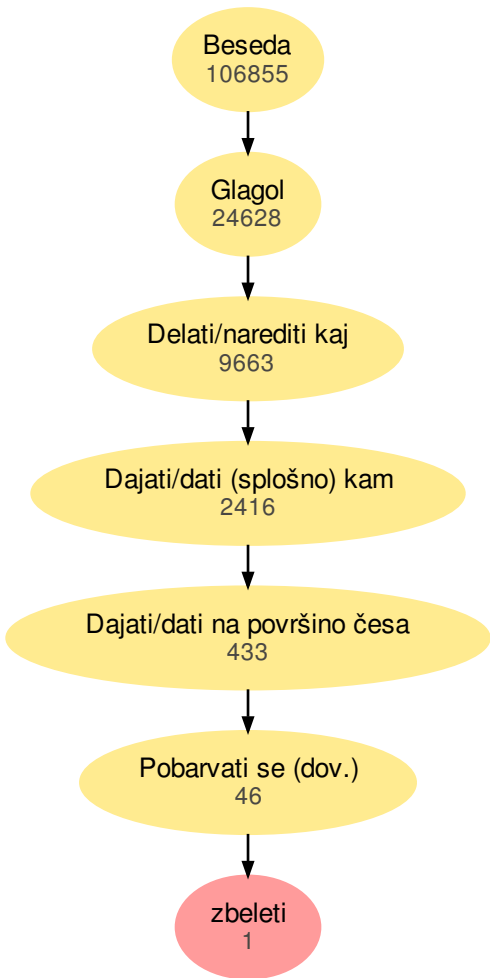 Beseda
106855
Glagol
24628
Delati/narediti kaj
9663
Dajati/dati (splošno) kam
2416
Dajati/dati na površino česa
433
Pobarvati se (dov.)
46
zbeleti
1